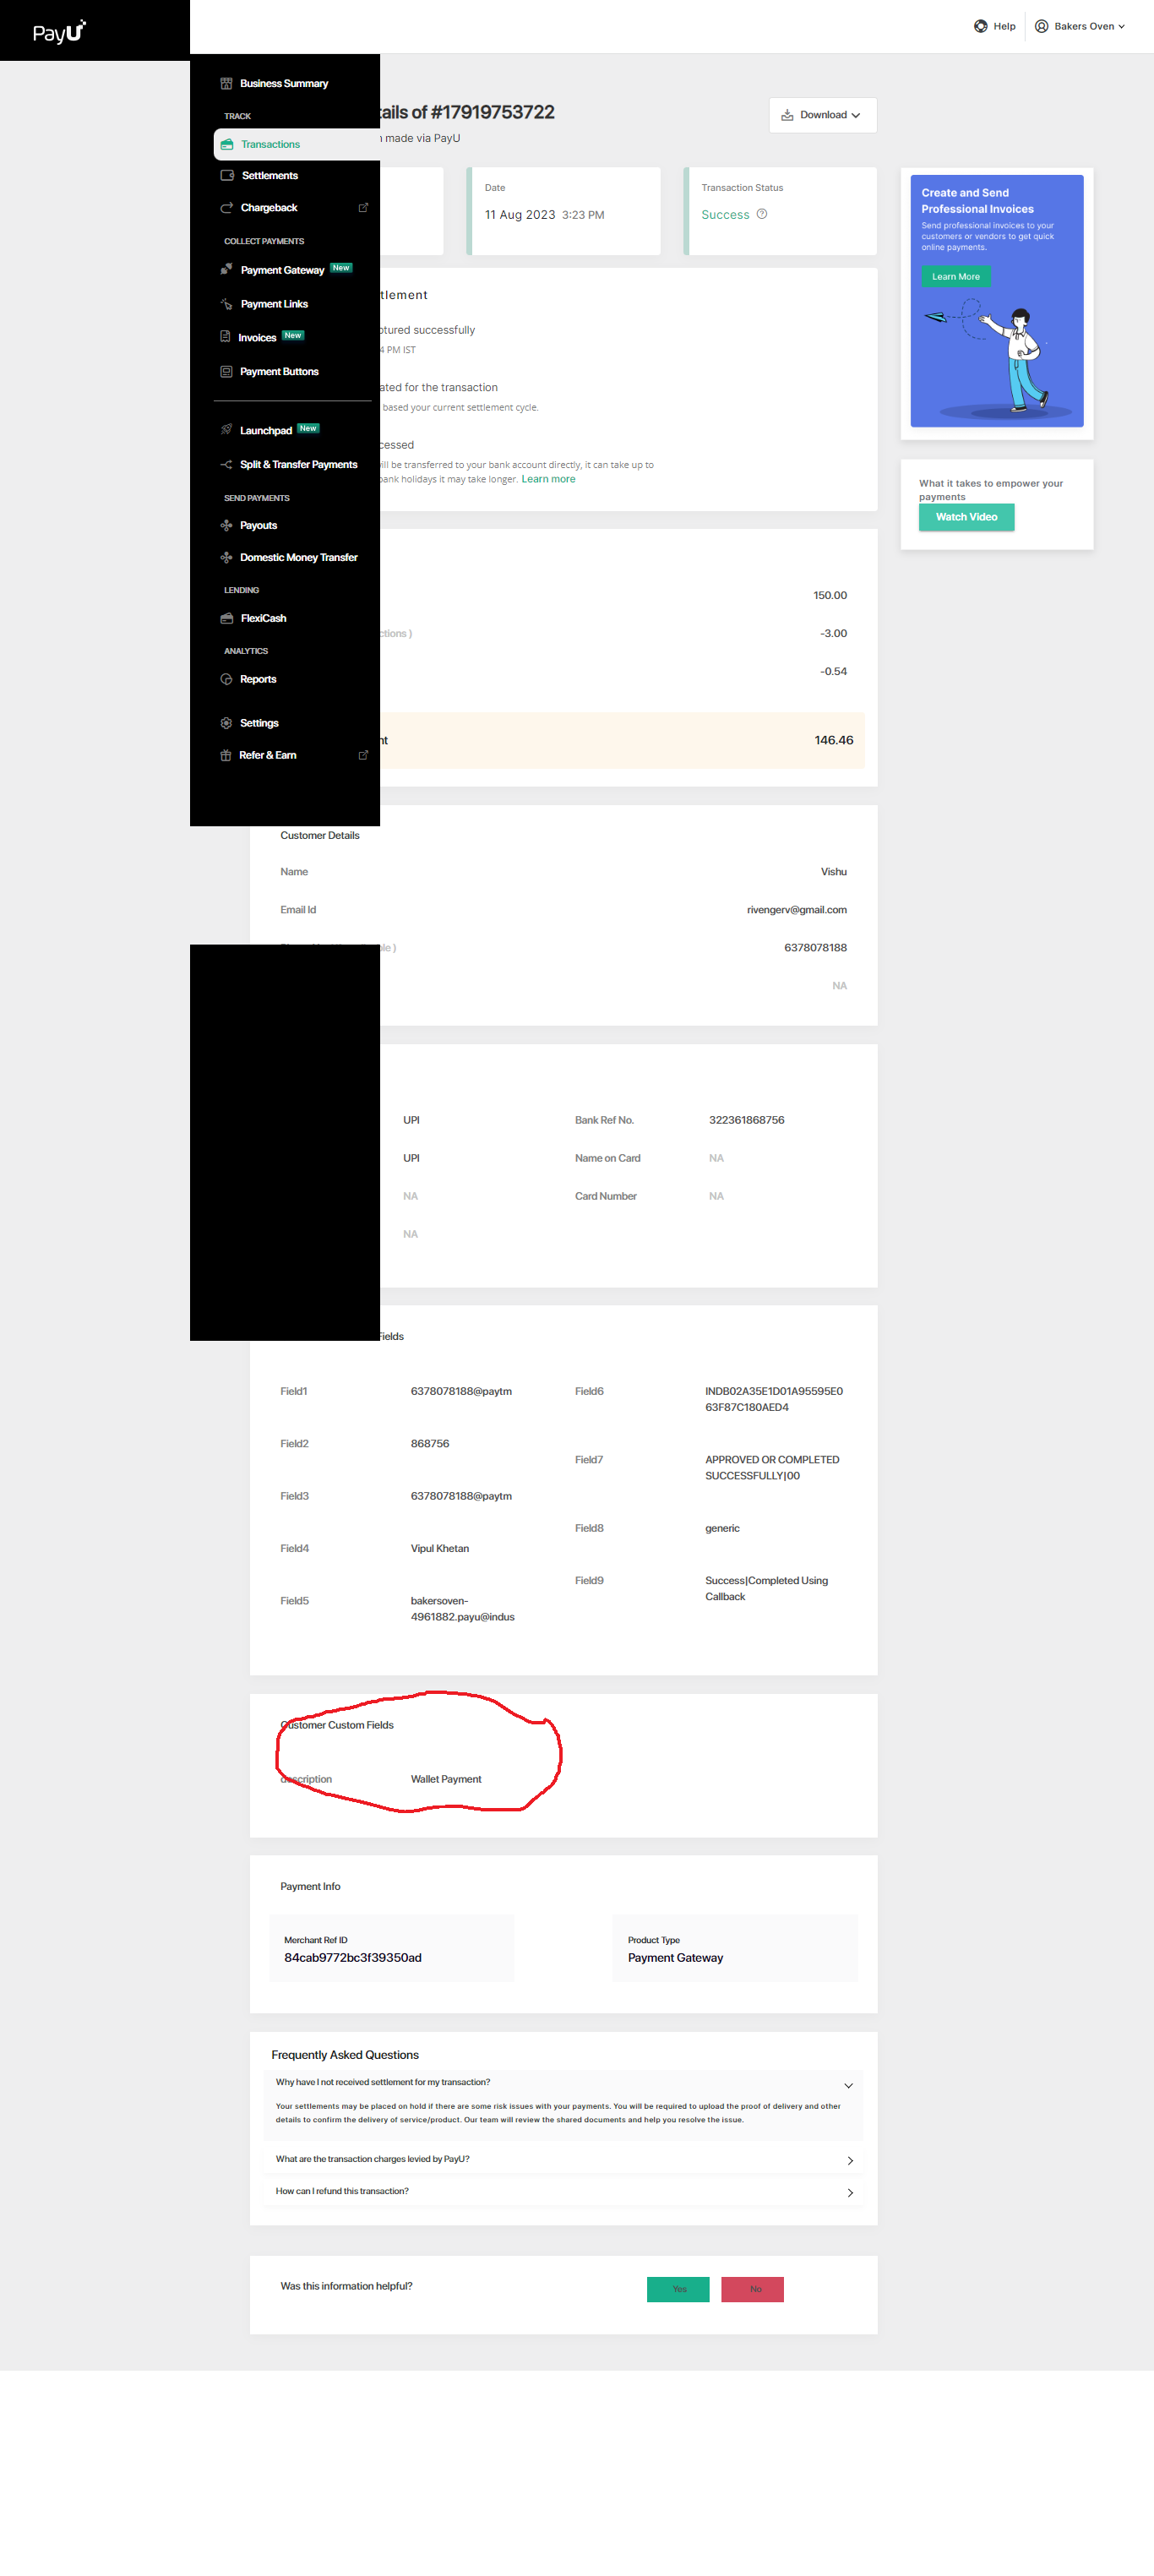 PayU
Help
Bakers Oven
Business Summary
TRACK
Transactions
Settlements
Chargeback
COLLECT PAYMENTS
Payment Gateway New
Payment Links
Invoices New
Payment Buttons
Launchpad New
Split & Transfer Payments
SEND PAYMENTS
Payouts
Domestic Money Transfer
LENDING
FlexiCash
ANALYTICS
Reports
Settings
Refer & Earn
tails of #17919753722
made via PayU
Download
Date
11 Aug 2023 3:23 PM
Transaction Status
Success
tlement
ptured successfully
4 PM IST
ated for the transaction
based your current settlement cycle.
cessed
will be transferred to your bank account directly, it can take up to
bank holidays it may take longer. Learn more
150.00
ctions )
-3.00
-0.54
nt
146.46
Create and Send
Professional Invoices
Send professional invoices to your
customers or vendors to get quick
online payments.
Learn More
What it takes to empower your
payments
Watch Video
Customer Details
Name Vishu
Email Id rivengerv@gmail.com
ble ) 6378078188
NA
UPI Bank Ref No. 322361868756
UPI Name on Card NA
NA Card Number NA
NA
Fields
Field1 6378078188@paytm
Field2 868756
Field3 6378078188@paytm
Field4 Vipul Khetan
Field5 bakersoven-
4961882.payu@indus
Field6 INDB02A35E1D01A95595E0
63F87C180AED4
Field7 APPROVED OR COMPLETED
SUCCESSFULLY|00
Field8 generic
Field9 Success|Completed Using
Callback
Customer Custom Fields
description Wallet Payment
Payment Info
Merchant Ref ID
84cab9772bc3f39350ad
Product Type
Payment Gateway
Frequently Asked Questions
Why have I not received settlement for my transaction?
Your settlements may be placed on hold if there are some risk issues with your payments. You will be required to upload the proof of delivery and other
details to confirm the delivery of service/product. Our team will review the shared documents and help you resolve the issue.
What are the transaction charges levied by PayU?
How can I refund this transaction?
Was this information helpful?
Yes
No